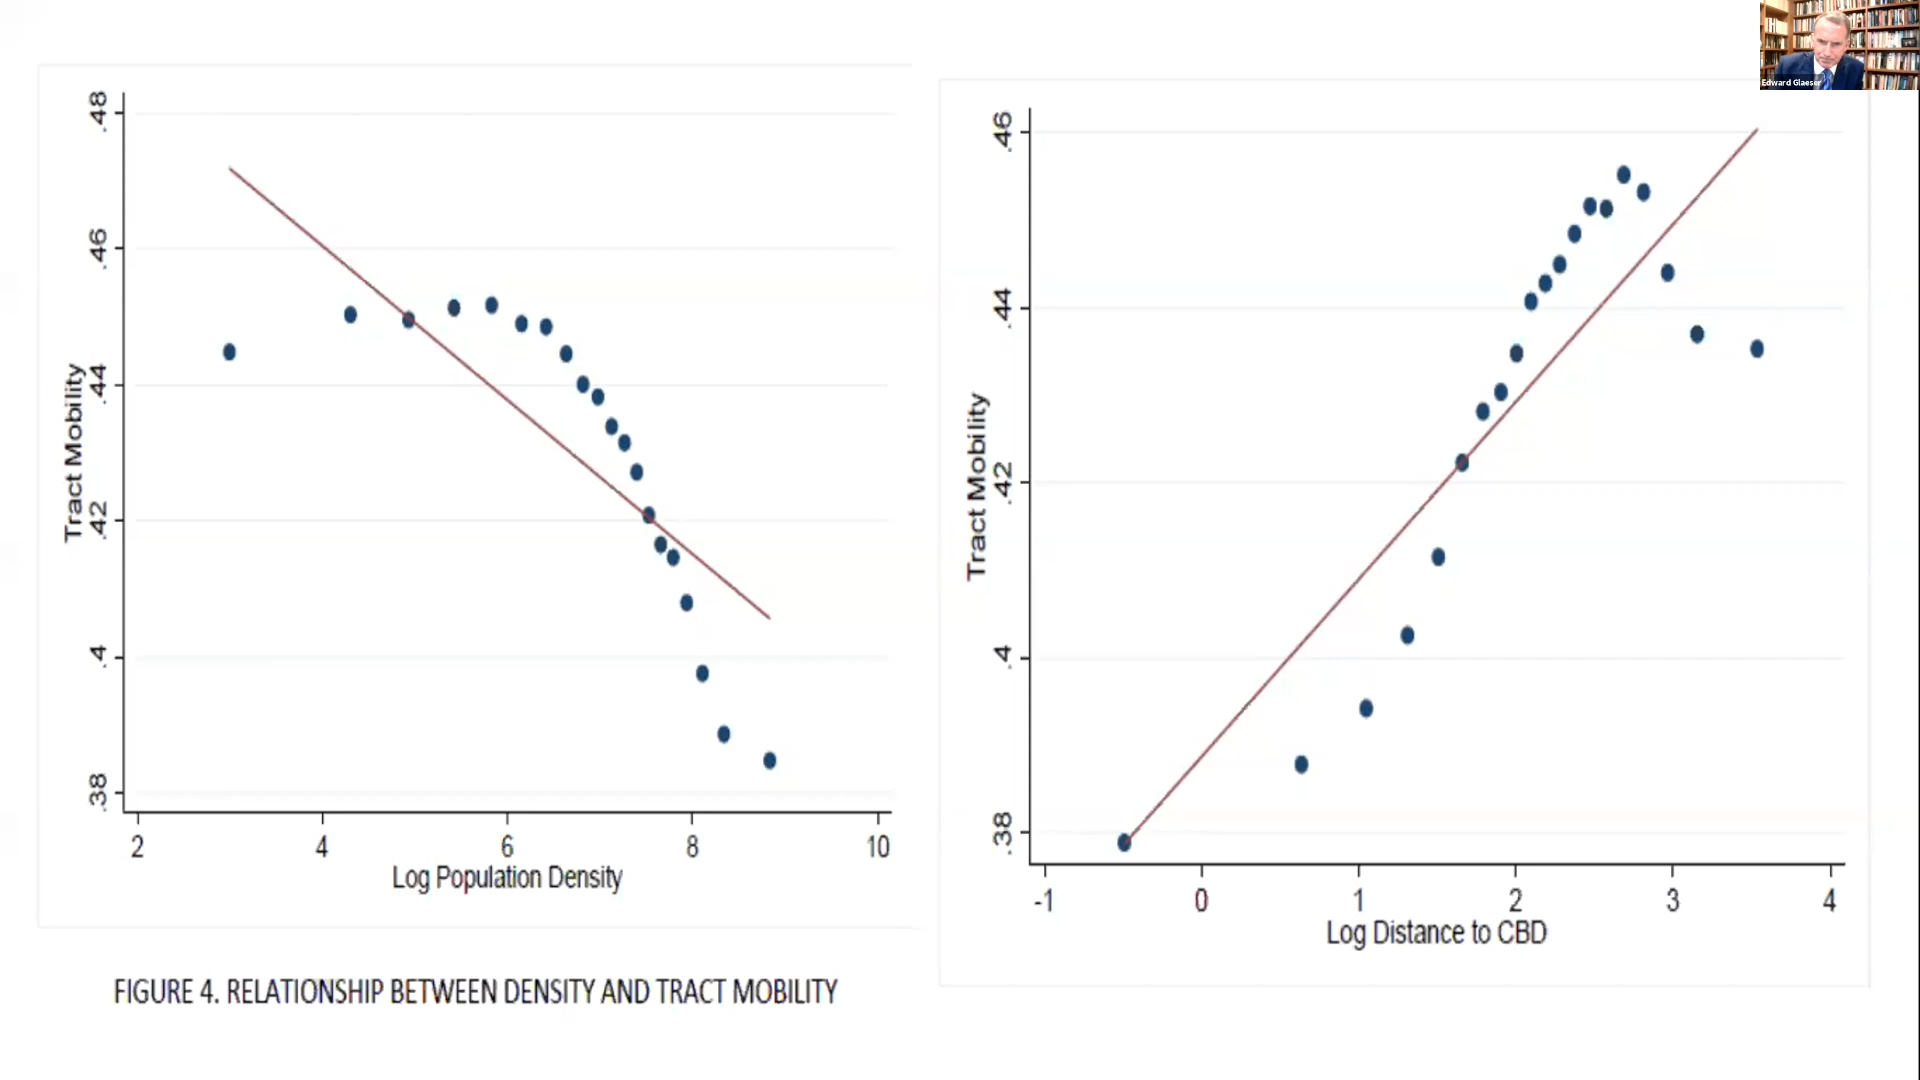 .48
.46
.44
.42
.4
.38
Tract Mobility
2 4 6 8 10
Log Population Density
FIGURE 4. RELATIONSHIP BETWEEN DENSITY AND TRACT MOBILITY
.46
.44
.42
.4
.38
Tract Mobility
-1 0 1 2 3 4
Log Distance to CBD
Edward Glaeser